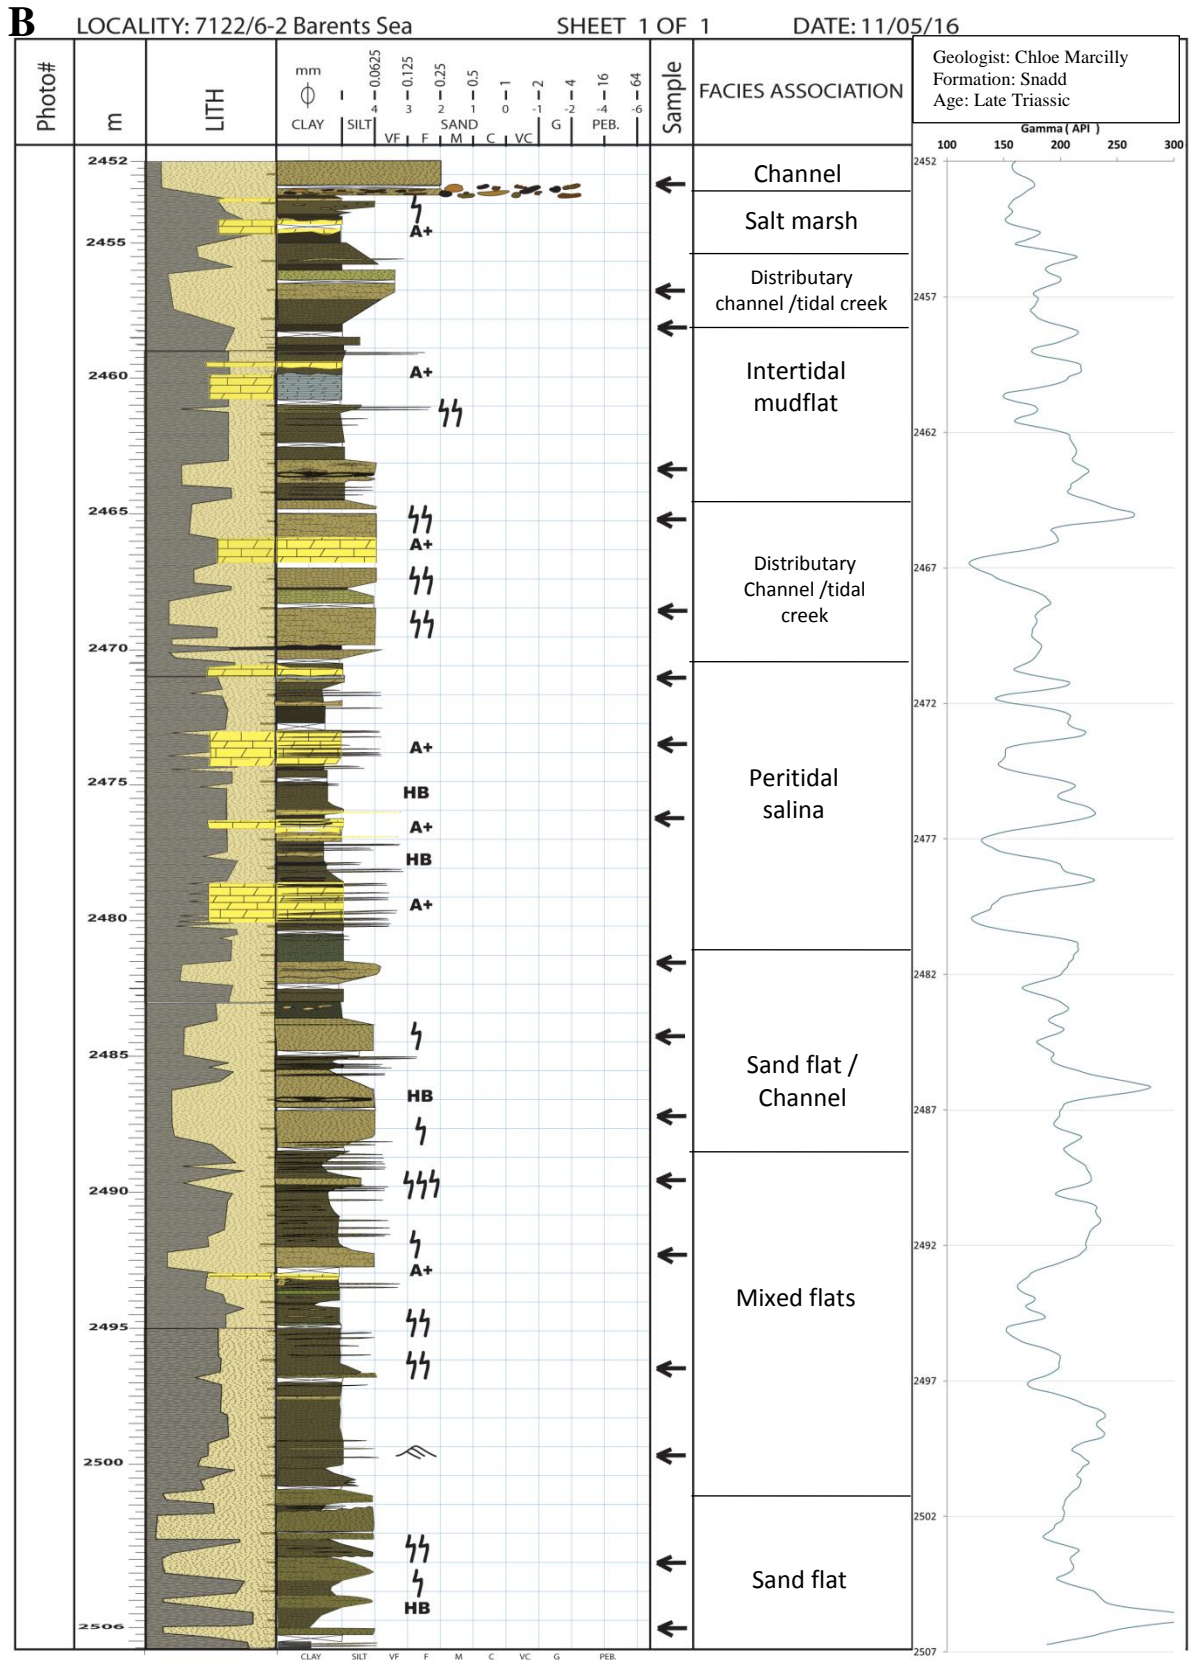 B
LOCALITY: 7122/6-2 Barents Sea SHEET 1 OF 1 DATE: 11/05/16
Geologist: Chloe Marcilly
Formation: Snadd
Age: Late Triassic
Photo#
m
LITH
mm 0.0625 0.125 0.25 0.5 1 2 4 16 64
ϕ 4 3 2 1 0 -1 -2 -4 -6
CLAY SILT SAND G PEB.
VF F M C VC
Sample
FACIES ASSOCIATION
Gamma ( API )
100 150 200 250 300
2452
2455
2460
2465
2470
2475
2480
2485
2490
2495
2500
2506
A+
A+
A+
A+
HB
A+
HB
A+
HB
A+
HB
Channel
Salt marsh
Distributary
channel /tidal creek
Intertidal
mudflat
Distributary
Channel /tidal
creek
Peritidal
salina
Sand flat /
Channel
Mixed flats
Sand flat
2452
2457
2462
2467
2472
2477
2482
2487
2492
2497
2502
2507
CLAY SILT VF F M C VC G PEB.